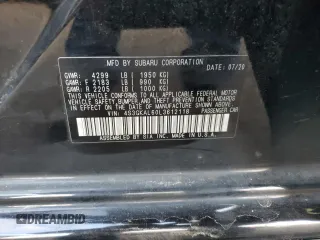 MFD BY SUBARU CORPORATION DATE: 07/20
GVWR: 4299 LB ( 1950 KG)
GAWR: F 2183 LB ( 990 KG)
GAWR: R 2205 LB ( 1000 KG)
THIS VEHICLE CONFORMS TO ALL APPLICABLE FEDERAL MOTOR
VEHICLE SAFETY, BUMPER, AND THEFT PREVENTION STANDARDS
IN EFFECT ON THE DATE OF MANUFACTURE SHOWN ABOVE.
VIN: 4S3GKAL60L3612118 PASSENGER CAR
ASSEMBLED BY SIA INC. MADE IN U.S.A.
DREAMBID